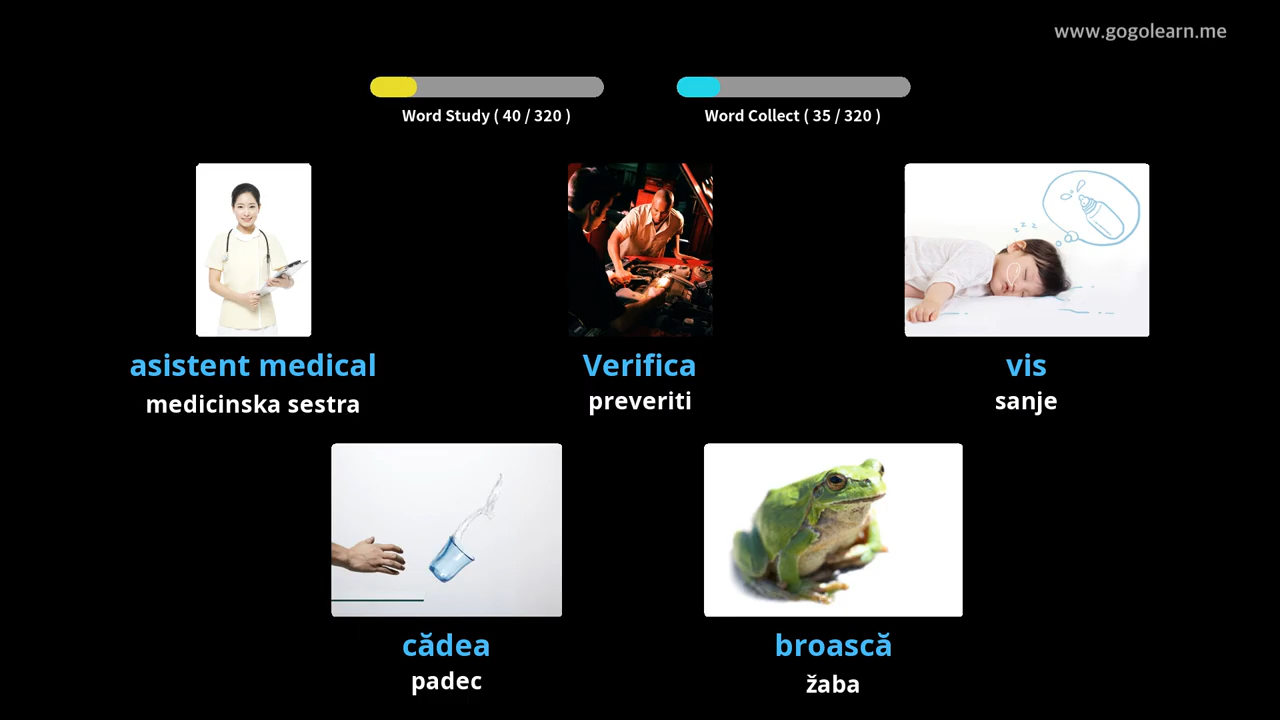 www.gogolearn.me
Word Study ( 40 / 320 )
Word Collect ( 35 / 320 )
asistent medical
medicinska sestra
Verifica
preveriti
vis
sanje
cădea
padec
broască
žaba